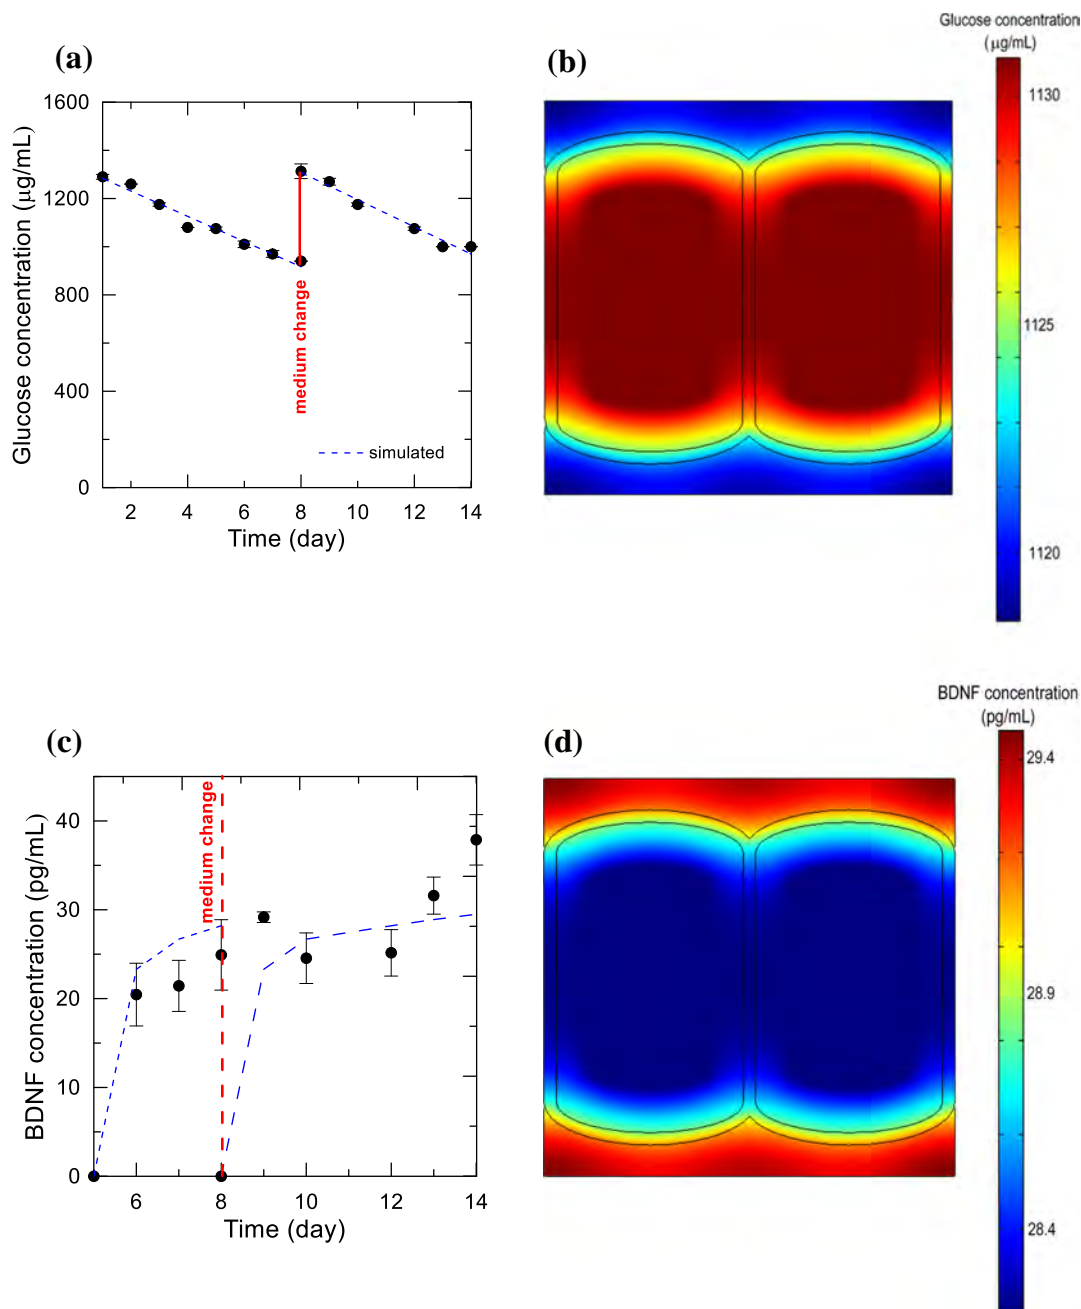 (a)
1600
1200
800
400
0
Glucose concentration (µg/mL)
medium change
simulated
2 4 6 8 10 12 14
Time (day)
(b)
Glucose concentration
(µg/mL)
1130
1125
1120
(c)
40
30
20
10
0
BDNF concentration (pg/mL)
medium change
6 8 10 12 14
Time (day)
(d)
BDNF concentration
(pg/mL)
29.4
28.9
28.4